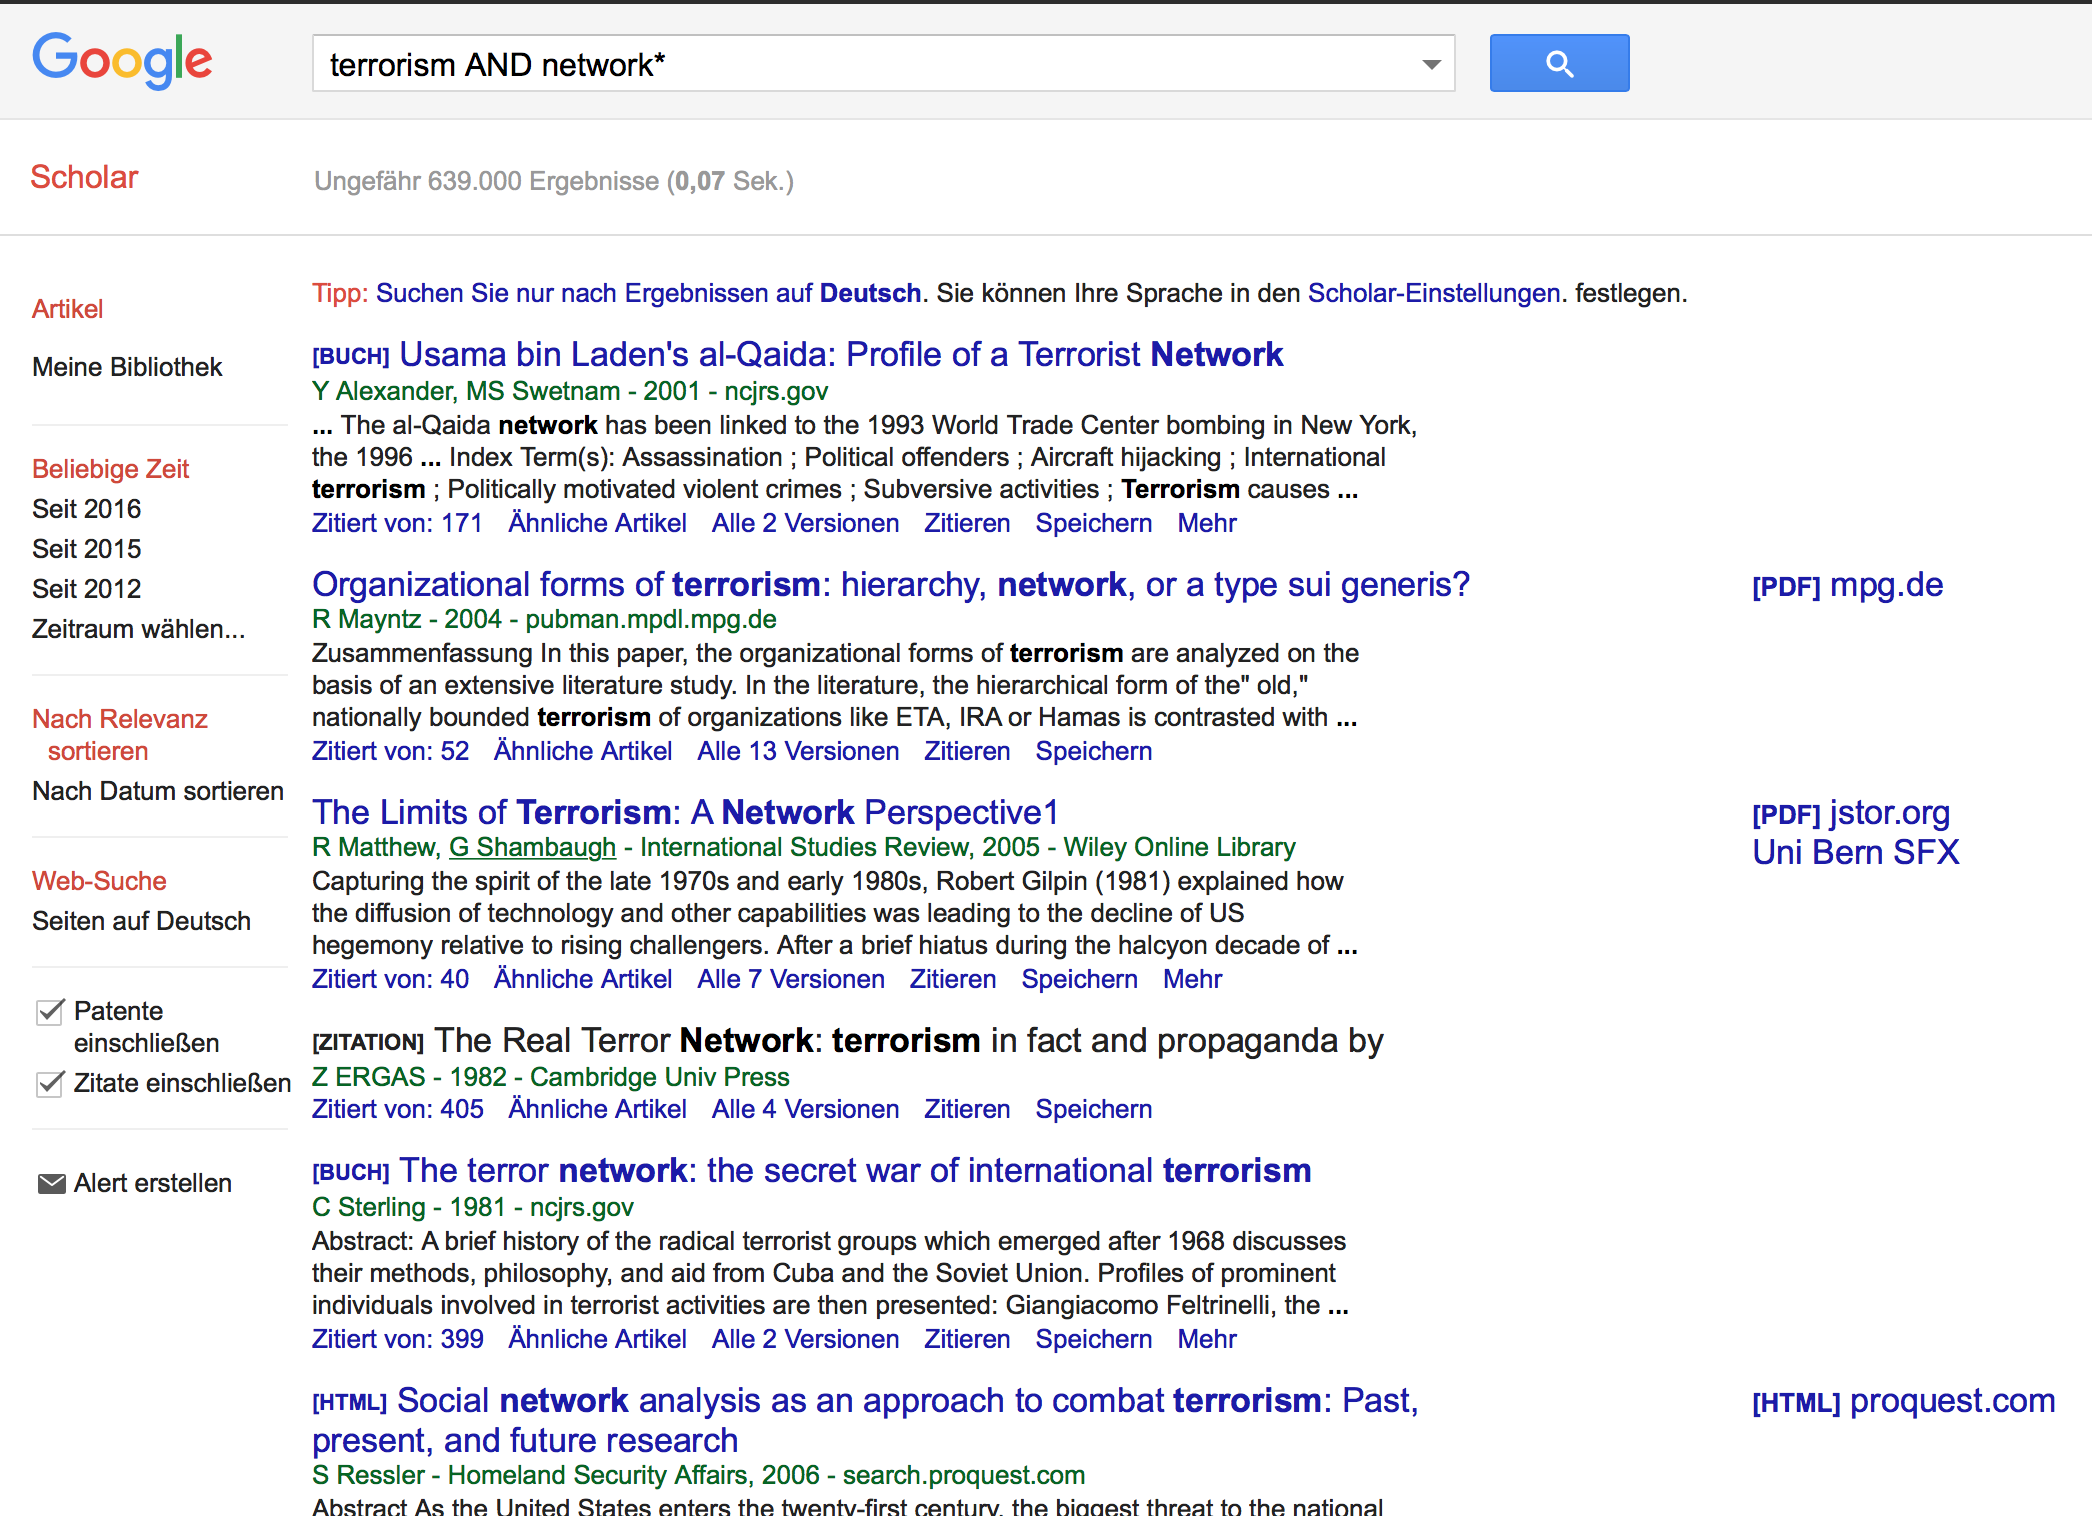 Google
terrorism AND network*
Scholar
Ungefähr 639.000 Ergebnisse (0,07 Sek.)
Artikel
Meine Bibliothek
Beliebige Zeit
Seit 2016
Seit 2015
Seit 2012
Zeitraum wählen...
Nach Relevanz
sortieren
Nach Datum sortieren
Web-Suche
Seiten auf Deutsch
Patente
einschließen
Zitate einschließen
Alert erstellen
Tipp: Suchen Sie nur nach Ergebnissen auf Deutsch. Sie können Ihre Sprache in den Scholar-Einstellungen. festlegen.
[BUCH] Usama bin Laden's al-Qaida: Profile of a Terrorist Network
Y Alexander, MS Swetnam - 2001 - ncjrs.gov
... The al-Qaida network has been linked to the 1993 World Trade Center bombing in New York,
the 1996 ... Index Term(s): Assassination ; Political offenders ; Aircraft hijacking ; International
terrorism ; Politically motivated violent crimes ; Subversive activities ; Terrorism causes ...
Zitiert von: 171 Ähnliche Artikel Alle 2 Versionen Zitieren Speichern Mehr
Organizational forms of terrorism: hierarchy, network, or a type sui generis?
[PDF] mpg.de
R Mayntz - 2004 - pubman.mpdl.mpg.de
Zusammenfassung In this paper, the organizational forms of terrorism are analyzed on the
basis of an extensive literature study. In the literature, the hierarchical form of the" old,"
nationally bounded terrorism of organizations like ETA, IRA or Hamas is contrasted with ...
Zitiert von: 52 Ähnliche Artikel Alle 13 Versionen Zitieren Speichern
The Limits of Terrorism: A Network Perspective1
[PDF] jstor.org
Uni Bern SFX
R Matthew, G Shambaugh - International Studies Review, 2005 - Wiley Online Library
Capturing the spirit of the late 1970s and early 1980s, Robert Gilpin (1981) explained how
the diffusion of technology and other capabilities was leading to the decline of US
hegemony relative to rising challengers. After a brief hiatus during the halcyon decade of ...
Zitiert von: 40 Ähnliche Artikel Alle 7 Versionen Zitieren Speichern Mehr
[ZITATION] The Real Terror Network: terrorism in fact and propaganda by
Z ERGAS - 1982 - Cambridge Univ Press
Zitiert von: 405 Ähnliche Artikel Alle 4 Versionen Zitieren Speichern
[BUCH] The terror network: the secret war of international terrorism
C Sterling - 1981 - ncjrs.gov
Abstract: A brief history of the radical terrorist groups which emerged after 1968 discusses
their methods, philosophy, and aid from Cuba and the Soviet Union. Profiles of prominent
individuals involved in terrorist activities are then presented: Giangiacomo Feltrinelli, the ...
Zitiert von: 399 Ähnliche Artikel Alle 2 Versionen Zitieren Speichern Mehr
[HTML] Social network analysis as an approach to combat terrorism: Past,
present, and future research
[HTML] proquest.com
S Ressler - Homeland Security Affairs, 2006 - search.proquest.com
Abstract As the United States enters the twenty-first century, the biggest threat to the national